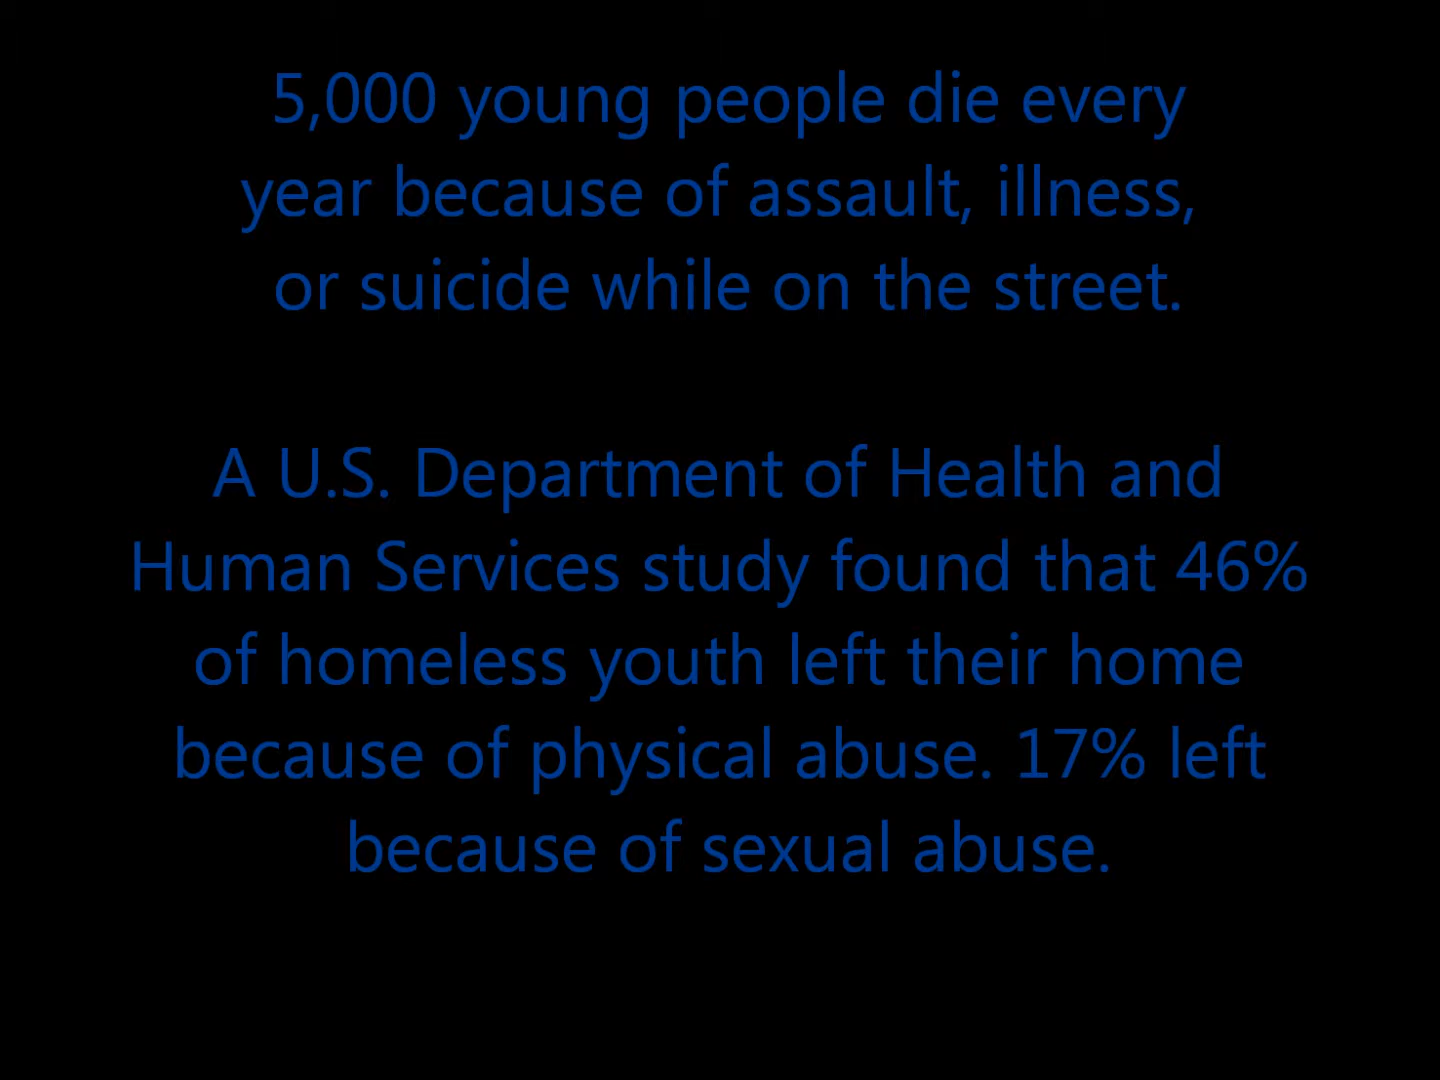 5,000 young people die every
year because of assault, illness,
or suicide while on the street.
A U.S. Department of Health and
Human Services study found that 46%
of homeless youth left their home
because of physical abuse. 17% left
because of sexual abuse.